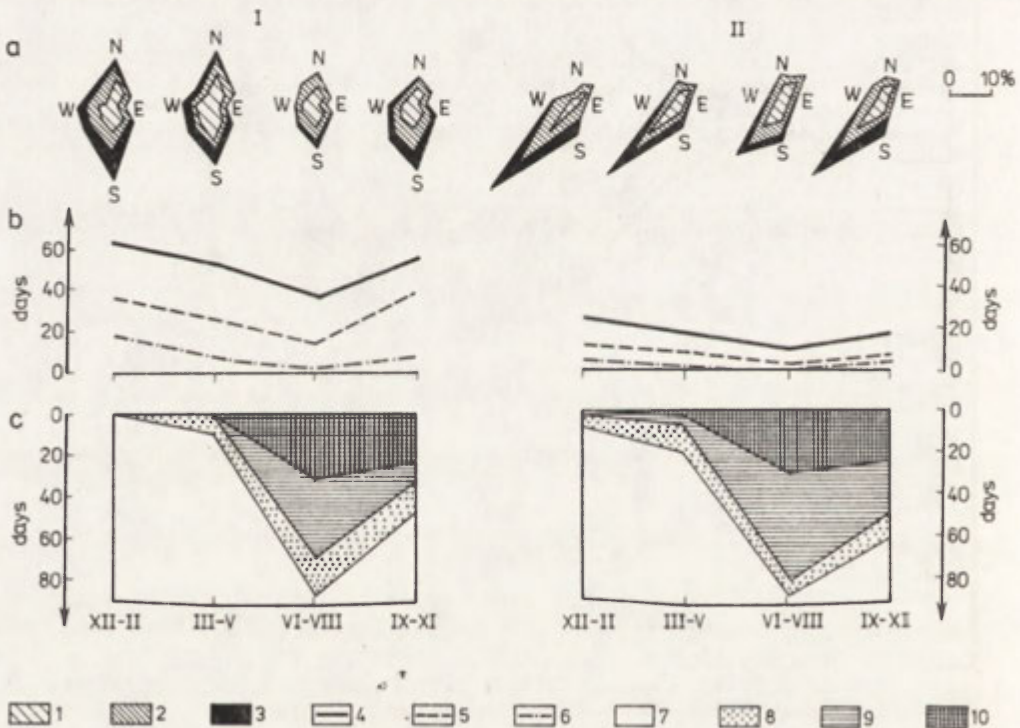 I II
a
N N N N N N N N
W E W E W E W E W E W E W E W E
S S S S S S S S
0 10%
b
60 60
40 40
20 20
0 0
days days
c
0 0
20 20
40 40
60 60
80 80
days days
XII-II III-V VI-VIII IX-XI XII-II III-V VI-VIII IX-XI
1 2 3 4 5 6 7 8 9 10